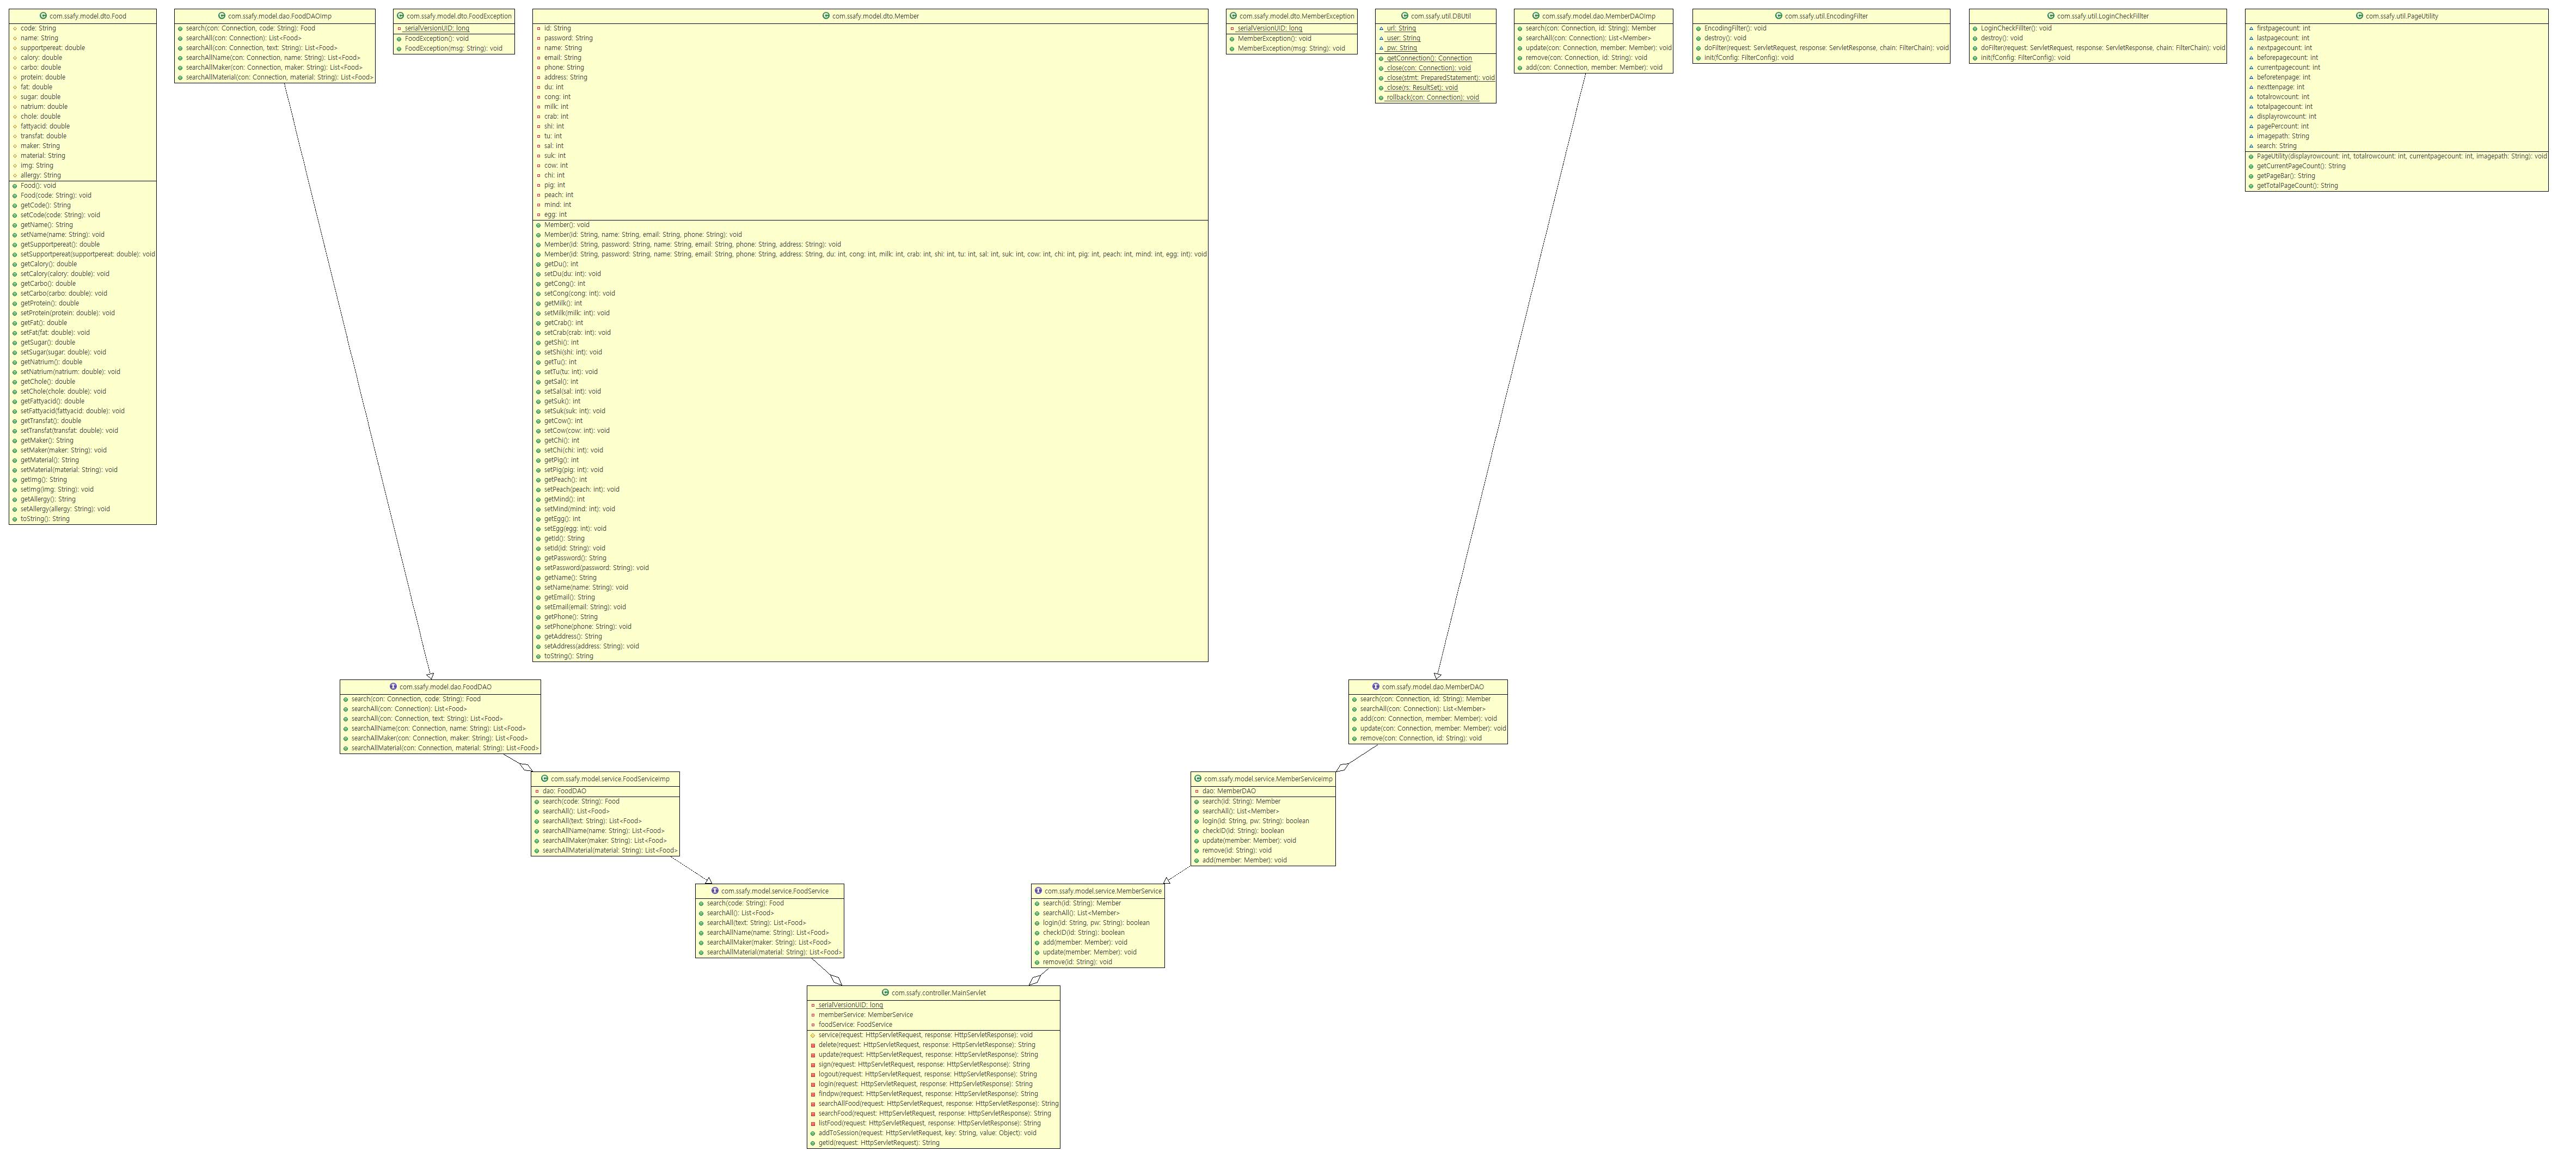 com.ssafy.model.dto.Food
code: String
name: String
supportpereat: double
calory: double
carbo: double
protein: double
fat: double
sugar: double
natrium: double
chole: double
fattyacid: double
transfat: double
maker: String
material: String
img: String
allergy: String
Food(): void
Food(code: String): void
getCode(): String
setCode(code: String): void
getName(): String
setName(name: String): void
getSupportpereat(): double
setSupportpereat(supportpereat: double): void
getCalory(): double
setCalory(calory: double): void
getCarbo(): double
setCarbo(carbo: double): void
getProtein(): double
setProtein(protein: double): void
getFat(): double
setFat(fat: double): void
getSugar(): double
setSugar(sugar: double): void
getNatrium(): double
setNatrium(natrium: double): void
getChole(): double
setChole(chole: double): void
getFattyacid(): double
setFattyacid(fattyacid: double): void
getTransfat(): double
setTransfat(transfat: double): void
getMaker(): String
setMaker(maker: String): void
getMaterial(): String
setMaterial(material: String): void
getImg(): String
setImg(img: String): void
getAllergy(): String
setAllergy(allergy: String): void
toString(): String
com.ssafy.model.dao.FoodDAOImp
search(con: Connection, code: String): Food
searchAll(con: Connection): List<Food>
searchAll(con: Connection, text: String): List<Food>
searchAllName(con: Connection, name: String): List<Food>
searchAllMaker(con: Connection, maker: String): List<Food>
searchAllMaterial(con: Connection, material: String): List<Food>
com.ssafy.model.dto.FoodException
serialVersionUID: long
FoodException(): void
FoodException(msg: String): void
com.ssafy.model.dto.Member
id: String
password: String
name: String
email: String
phone: String
address: String
du: int
cong: int
milk: int
crab: int
shi: int
tu: int
sal: int
suk: int
cow: int
chi: int
pig: int
peach: int
mind: int
egg: int
Member(): void
Member(id: String, name: String, email: String, phone: String): void
Member(id: String, password: String, name: String, email: String, phone: String, address: String): void
Member(id: String, password: String, name: String, email: String, phone: String, address: String, du: int, cong: int, milk: int, crab: int, shi: int, tu: int, sal: int, suk: int, cow: int, chi: int, pig: int, peach: int, mind: int, egg: int): void
getDu(): int
setDu(du: int): void
getCong(): int
setCong(cong: int): void
getMilk(): int
setMilk(milk: int): void
getCrab(): int
setCrab(crab: int): void
getShi(): int
setShi(shi: int): void
getTu(): int
setTu(tu: int): void
getSal(): int
setSal(sal: int): void
getSuk(): int
setSuk(suk: int): void
getCow(): int
setCow(cow: int): void
getChi(): int
setChi(chi: int): void
getPig(): int
setPig(pig: int): void
getPeach(): int
setPeach(peach: int): void
getMind(): int
setMind(mind: int): void
getEgg(): int
setEgg(egg: int): void
getId(): String
setId(id: String): void
getPassword(): String
setPassword(password: String): void
getName(): String
setName(name: String): void
getEmail(): String
setEmail(email: String): void
getPhone(): String
setPhone(phone: String): void
getAddress(): String
setAddress(address: String): void
toString(): String
com.ssafy.model.dto.MemberException
serialVersionUID: long
MemberException(): void
MemberException(msg: String): void
com.ssafy.util.DBUtil
url: String
user: String
pw: String
getConnection(): Connection
close(con: Connection): void
close(stmt: PreparedStatement): void
close(rs: ResultSet): void
rollback(con: Connection): void
com.ssafy.model.dao.MemberDAOImp
search(con: Connection, id: String): Member
searchAll(con: Connection): List<Member>
update(con: Connection, member: Member): void
remove(con: Connection, id: String): void
add(con: Connection, member: Member): void
com.ssafy.util.EncodingFilter
EncodingFilter(): void
destroy(): void
doFilter(request: ServletRequest, response: ServletResponse, chain: FilterChain): void
init(fConfig: FilterConfig): void
com.ssafy.util.LoginCheckFillter
LoginCheckFillter(): void
destroy(): void
doFilter(request: ServletRequest, response: ServletResponse, chain: FilterChain): void
init(fConfig: FilterConfig): void
com.ssafy.util.PageUtility
firstpagecount: int
lastpagecount: int
nextpagecount: int
beforepagecount: int
currentpagecount: int
beforetenpage: int
nexttenpage: int
totalrowcount: int
totalpagecount: int
displayrowcount: int
pagePercount: int
imagepath: String
search: String
PageUtility(displayrowcount: int, totalrowcount: int, currentpagecount: int, imagepath: String): void
getCurrentPageCount(): String
getPageBar(): String
getTotalPageCount(): String
com.ssafy.model.dao.FoodDAO
search(con: Connection, code: String): Food
searchAll(con: Connection): List<Food>
searchAll(con: Connection, text: String): List<Food>
searchAllName(con: Connection, name: String): List<Food>
searchAllMaker(con: Connection, maker: String): List<Food>
searchAllMaterial(con: Connection, material: String): List<Food>
com.ssafy.model.dao.MemberDAO
search(con: Connection, id: String): Member
searchAll(con: Connection): List<Member>
add(con: Connection, member: Member): void
update(con: Connection, member: Member): void
remove(con: Connection, id: String): void
com.ssafy.model.service.FoodServiceImp
dao: FoodDAO
search(code: String): Food
searchAll(): List<Food>
searchAll(text: String): List<Food>
searchAllName(name: String): List<Food>
searchAllMaker(maker: String): List<Food>
searchAllMaterial(material: String): List<Food>
com.ssafy.model.service.MemberServiceImp
dao: MemberDAO
search(id: String): Member
searchAll(): List<Member>
login(id: String, pw: String): boolean
checkID(id: String): boolean
update(member: Member): void
remove(id: String): void
add(member: Member): void
com.ssafy.model.service.FoodService
search(code: String): Food
searchAll(): List<Food>
searchAll(text: String): List<Food>
searchAllName(name: String): List<Food>
searchAllMaker(maker: String): List<Food>
searchAllMaterial(material: String): List<Food>
com.ssafy.model.service.MemberService
search(id: String): Member
searchAll(): List<Member>
login(id: String, pw: String): boolean
checkID(id: String): boolean
add(member: Member): void
update(member: Member): void
remove(id: String): void
com.ssafy.controller.MainServlet
serialVersionUID: long
memberService: MemberService
foodService: FoodService
service(request: HttpServletRequest, response: HttpServletResponse): void
delete(request: HttpServletRequest, response: HttpServletResponse): String
update(request: HttpServletRequest, response: HttpServletResponse): String
sign(request: HttpServletRequest, response: HttpServletResponse): String
logout(request: HttpServletRequest, response: HttpServletResponse): String
login(request: HttpServletRequest, response: HttpServletResponse): String
findpw(request: HttpServletRequest, response: HttpServletResponse): String
searchAllFood(request: HttpServletRequest, response: HttpServletResponse): String
searchFood(request: HttpServletRequest, response: HttpServletResponse): String
listFood(request: HttpServletRequest, response: HttpServletResponse): String
addToSession(request: HttpServletRequest, key: String, value: Object): void
getId(request: HttpServletRequest): String